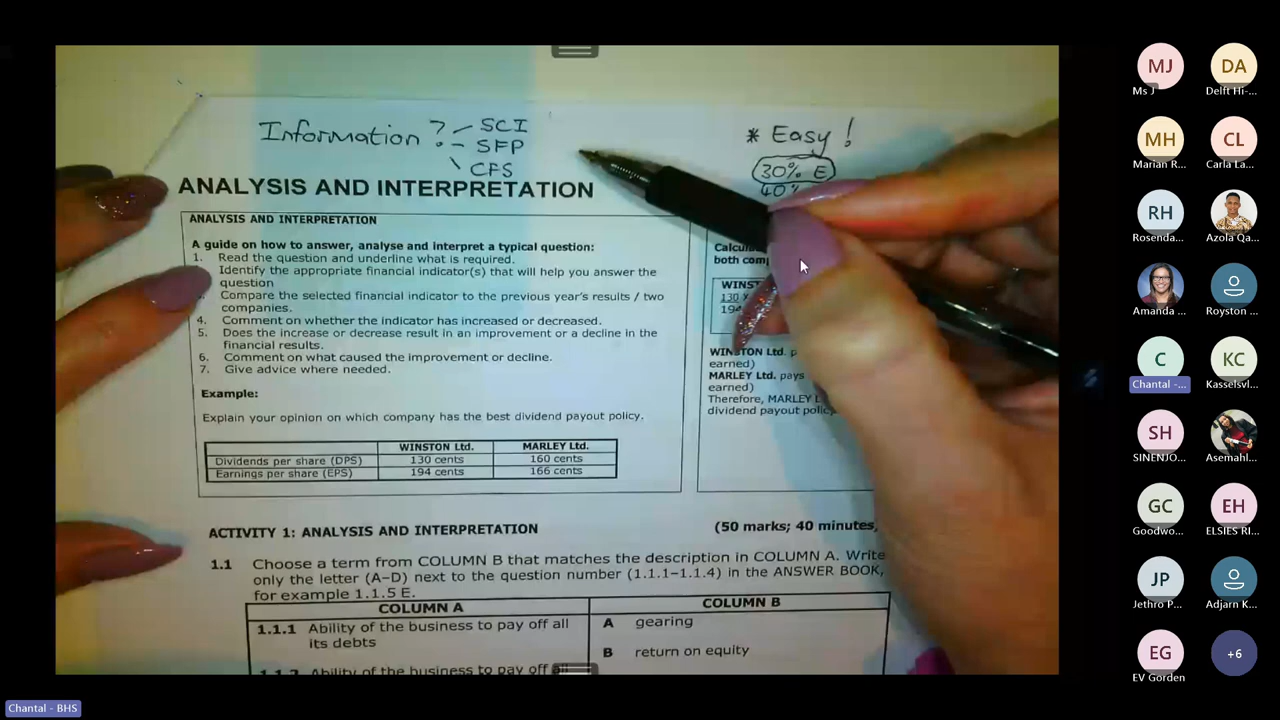 Information ? SCI
SFP
CFS
* Easy !
30% E
40%
ANALYSIS AND INTERPRETATION
ANALYSIS AND INTERPRETATION
A guide on how to answer, analyse and interpret a typical question:
1. Read the question and underline what is required.
Identify the appropriate financial indicator(s) that will help you answer the
question
Compare the selected financial indicator to the previous year's results / two
companies.
4. Comment on whether the indicator has increased or decreased.
5. Does the increase or decrease result in an improvement or a decline in the
financial results.
6. Comment on what caused the improvement or decline.
7. Give advice where needed.
Example:
Explain your opinion on which company has the best dividend payout policy.
WINSTON Ltd. MARLEY Ltd.
Dividends per share (DPS) 130 cents 160 cents
Earnings per share (EPS) 194 cents 166 cents
both
130 X
194
WINSTON Ltd.
earned)
MARLEY Ltd. pays
earned)
Therefore, MARLEY
dividend payout
ACTIVITY 1: ANALYSIS AND INTERPRETATION (50 marks; 40 minutes
1.1 Choose a term from COLUMN B that matches the description in COLUMN A. Write
only the letter (A–D) next to the question number (1.1.1–1.1.4) in the ANSWER BOOK,
for example 1.1.5 E.
COLUMN A COLUMN B
1.1.1 Ability of the business to pay off all
its debts
A gearing
B return on equity
Ability of the business to pay off all
MJ
Ms J
DA
Delft Hi-...
MH
Marian R...
CL
Carla La...
RH
Rosenda...
Azola Qa...
Amanda ...
Royston ...
C
Chantal -...
KC
Kasselsvl...
SH
SINENJO...
Asemahl...
GC
Goodwo...
EH
ELSIES RI...
JP
Jethro P...
Adjarn K...
EG
EV Gorden
+6
Chantal - BHS